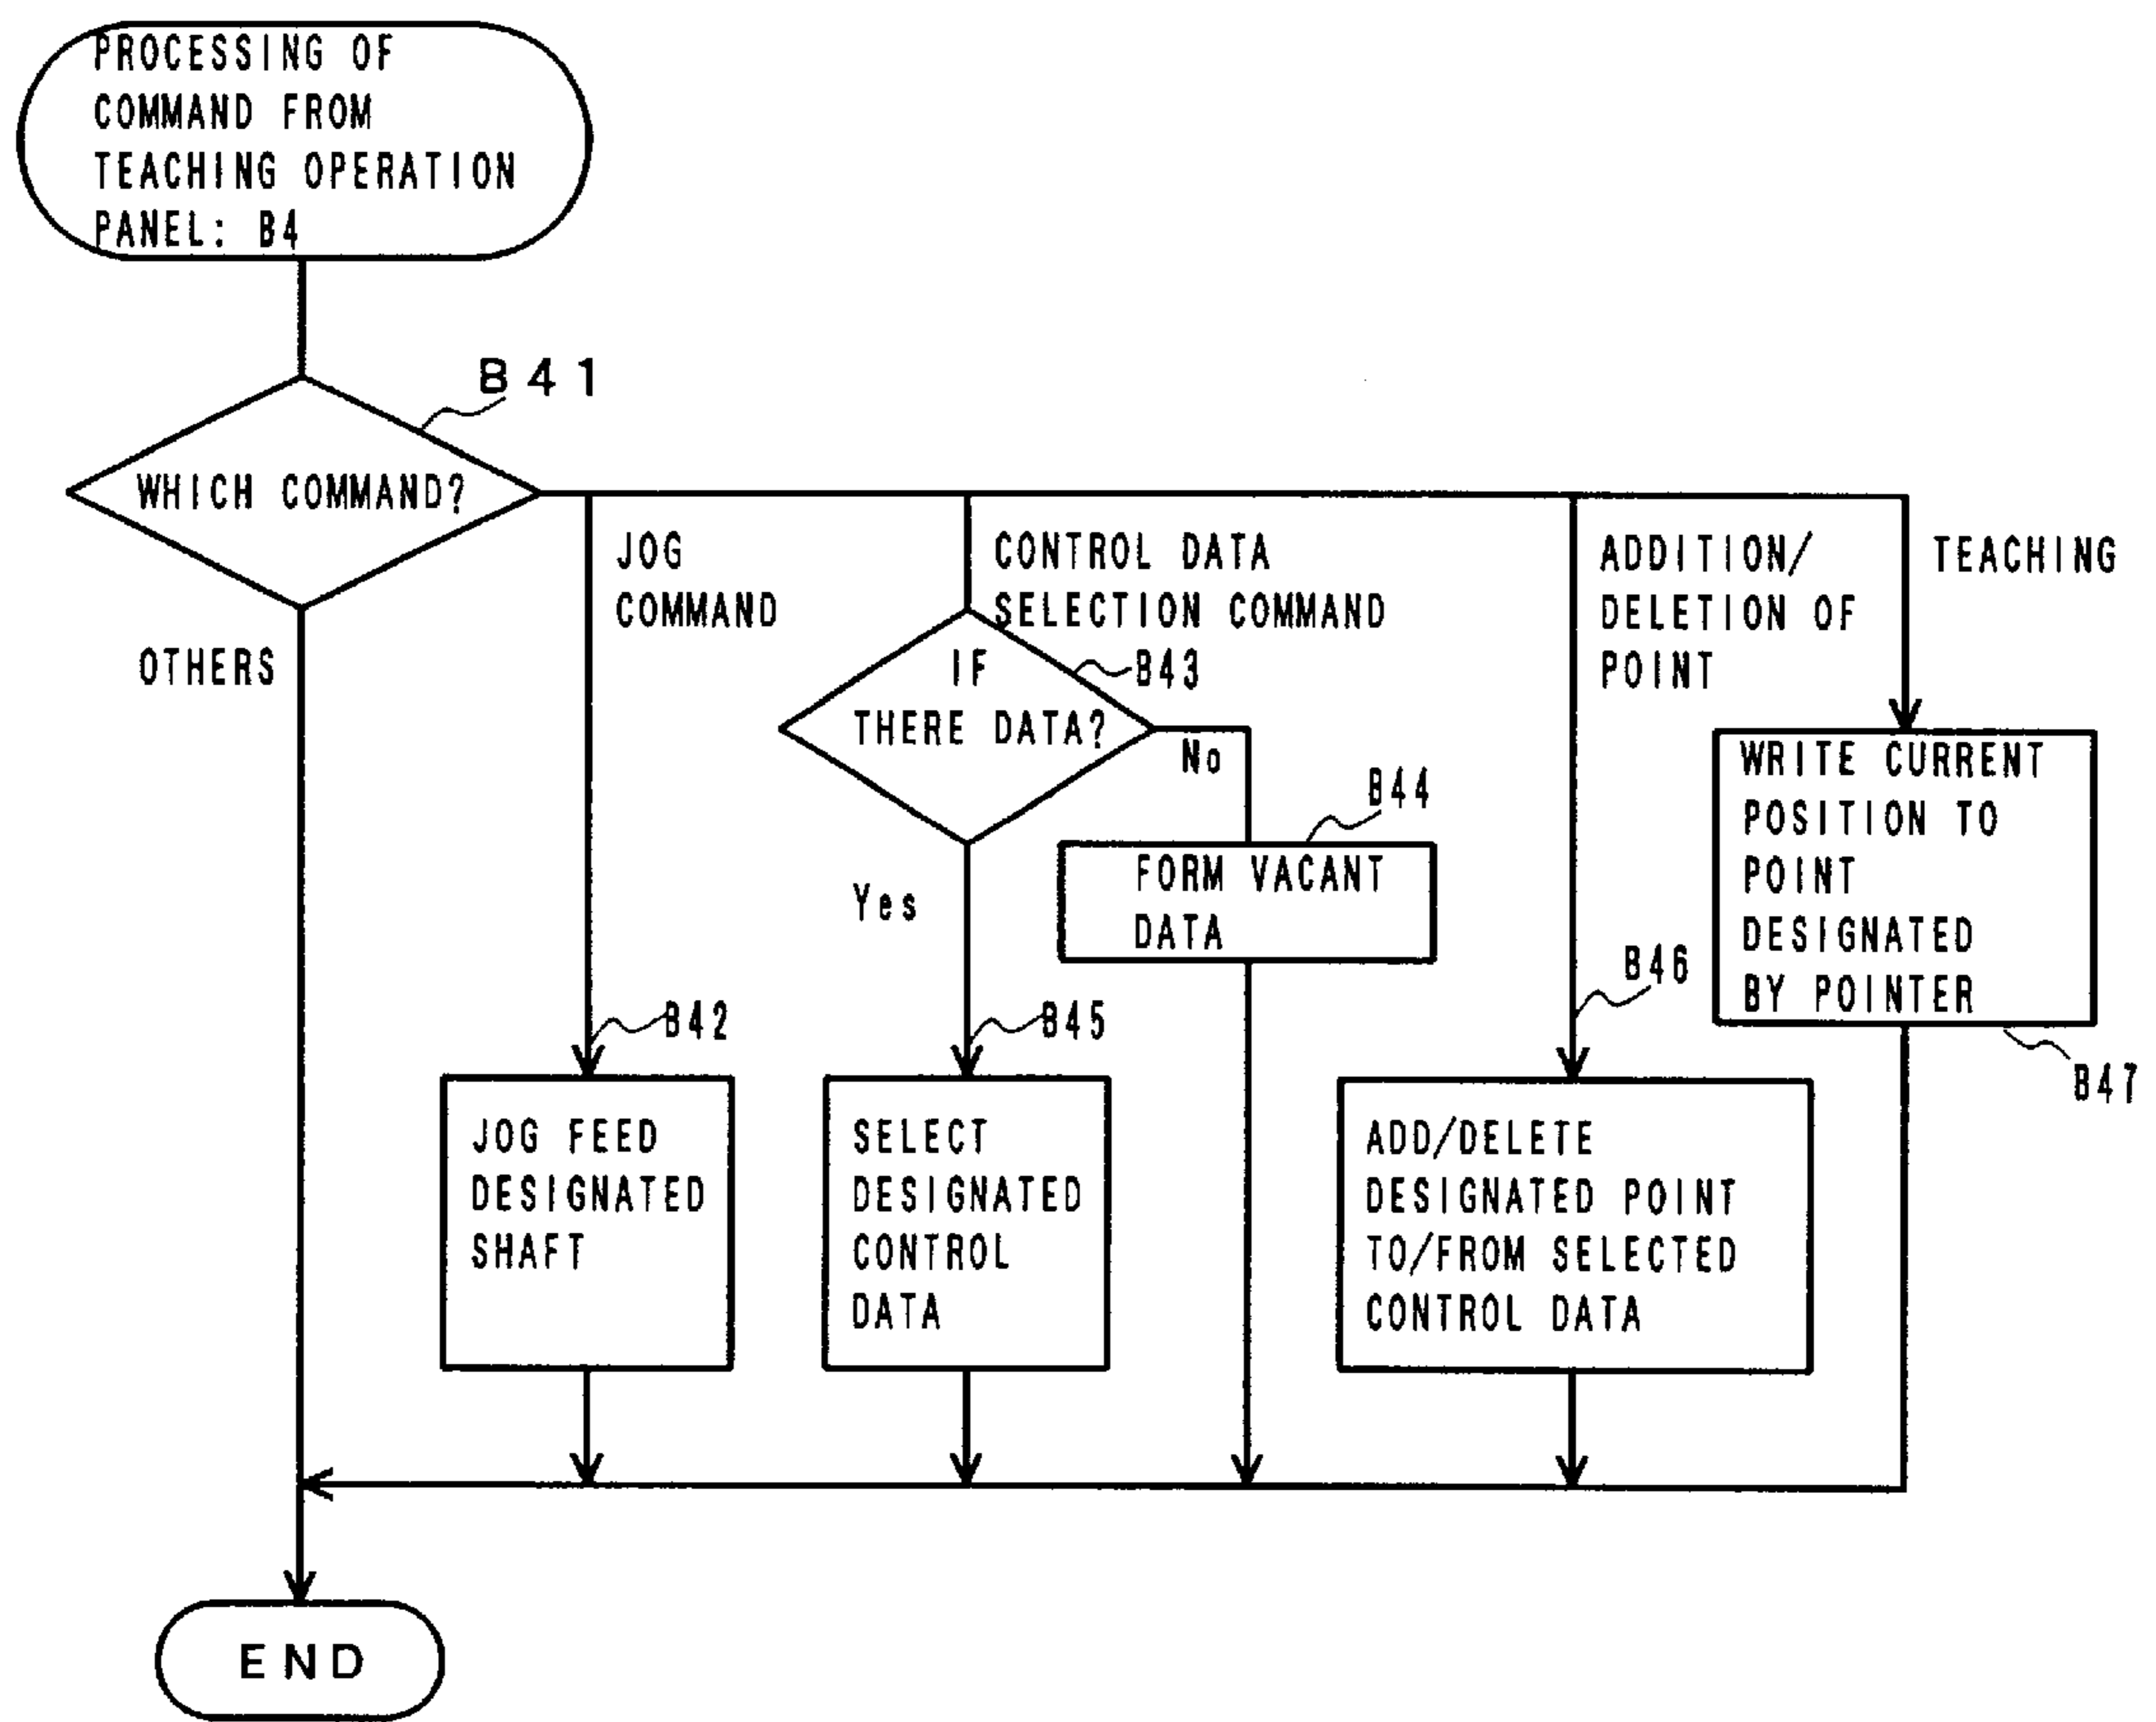 PROCESSING OF
COMMAND FROM
TEACHING OPERATION
PANEL: B4
B41
WHICH COMMAND?
OTHERS
JOG
COMMAND
CONTROL DATA
SELECTION COMMAND
ADDITION/
DELETION OF
POINT
TEACHING
IF
THERE DATA?
B43
No
Yes
B44
FORM VACANT
DATA
WRITE CURRENT
POSITION TO
POINT
DESIGNATED
BY POINTER
B47
B42
JOG FEED
DESIGNATED
SHAFT
B45
SELECT
DESIGNATED
CONTROL
DATA
B46
ADD/DELETE
DESIGNATED POINT
TO/FROM SELECTED
CONTROL DATA
END